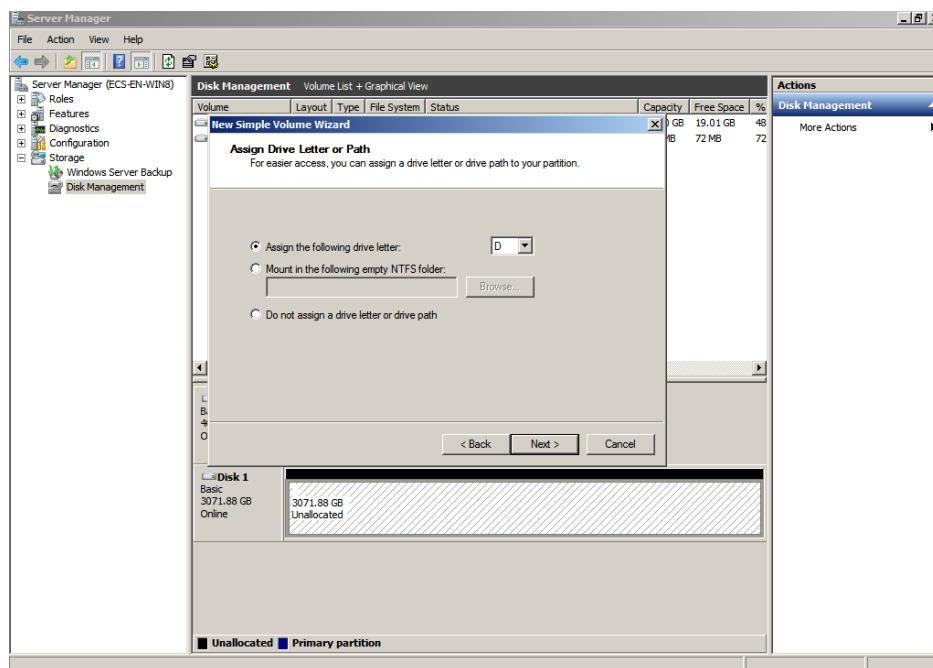 Server Manager
File Action View Help
Server Manager (ECS-EN-WIN8)
Roles
Features
Diagnostics
Configuration
Storage
Windows Server Backup
Disk Management
Disk Management Volume List + Graphical View
Volume Layout Type File System Status Capacity Free Space %
GB 19.01 GB 48
MB 72 MB 72
New Simple Volume Wizard
Assign Drive Letter or Path
For easier access, you can assign a drive letter or drive path to your partition.
Assign the following drive letter: D
Mount in the following empty NTFS folder:
Browse...
Do not assign a drive letter or drive path
< Back Next > Cancel
Disk 1
Basic
3071.88 GB
Online
3071.88 GB
Unallocated
Unallocated Primary partition
Actions
Disk Management
More Actions